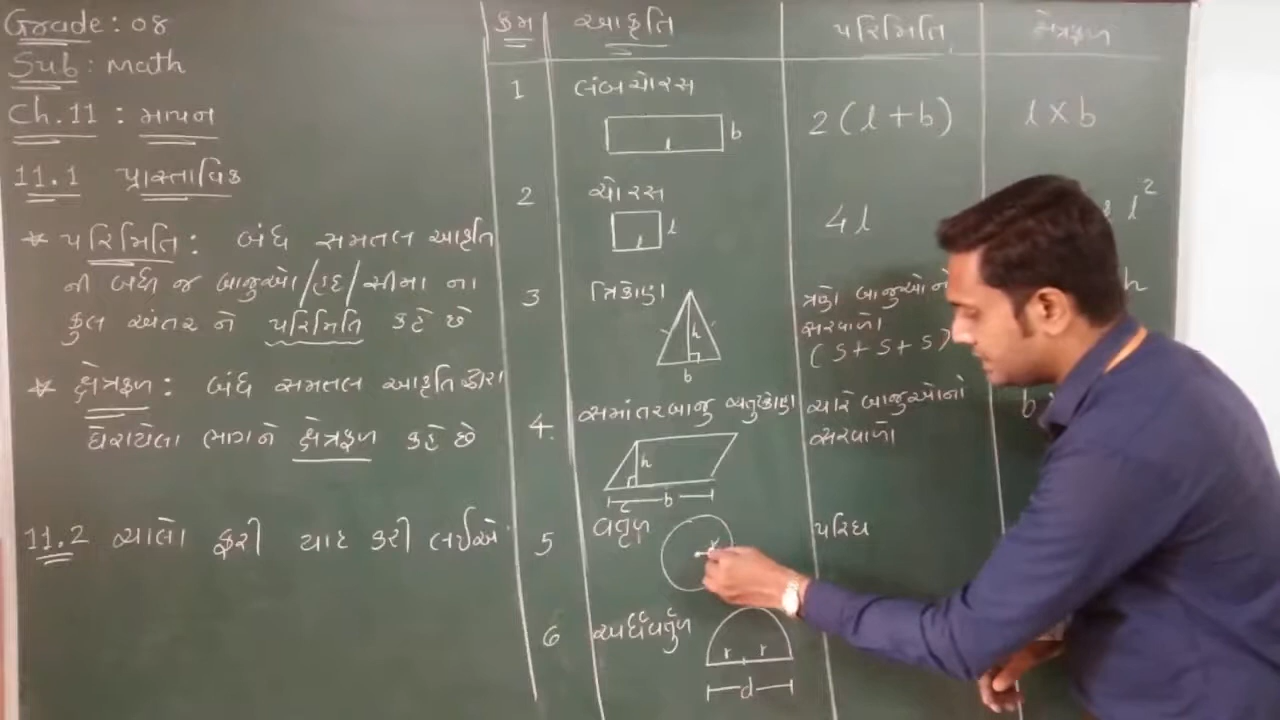 Grade : 08
Sub : Math
Ch.11 : માપન
11.1 પ્રાસ્તાવિક
* પરિમિતિ : બંધ સમતલ આકૃતિ
ની બધી જ બાજુઓ/હદ/સીમા ના
કુલ અંતર ને પરિમિતિ કહે છે
* ક્ષેત્રફળ : બંધ સમતલ આકૃતિ દ્વારા
ઘેરાયેલા ભાગને ક્ષેત્રફળ કહે છે
11.2 ચાલો ફરી યાદ કરી લઈએ
ક્રમ આકૃતિ પરિમિતિ ક્ષેત્રફળ
1 લંબચોરસ
l b 2(l+b) l×b
2 ચોરસ
l l 4l l²
3 ત્રિકોણ
h b
ત્રણે બાજુઓનો
સરવાળો
(S+S+S)
h
4. સમાંતરબાજુ ચતુષ્કોણ
h b
ચારે બાજુઓનો
સરવાળો
b
5 વર્તુળ r પરિઘ
6 અર્ધવર્તુળ
r r
d